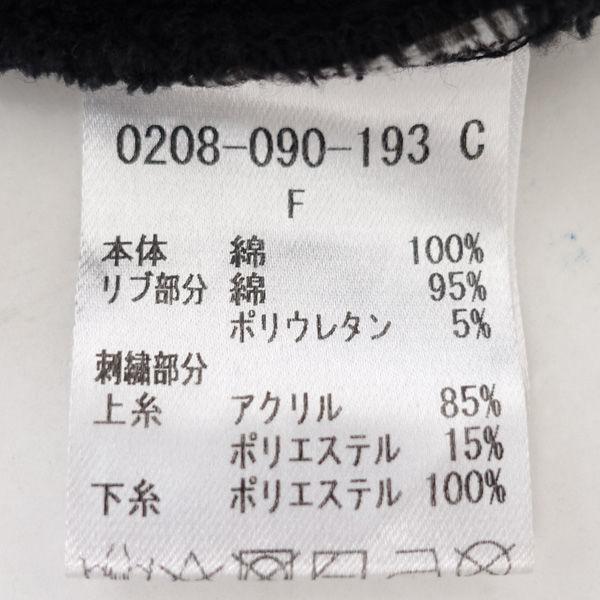 0208-090-193 C
F
本体 綿 100%
リブ部分 綿 95%
ポリウレタン 5%
刺繍部分
上糸 アクリル 85%
ポリエステル 15%
下糸 ポリエステル 100%